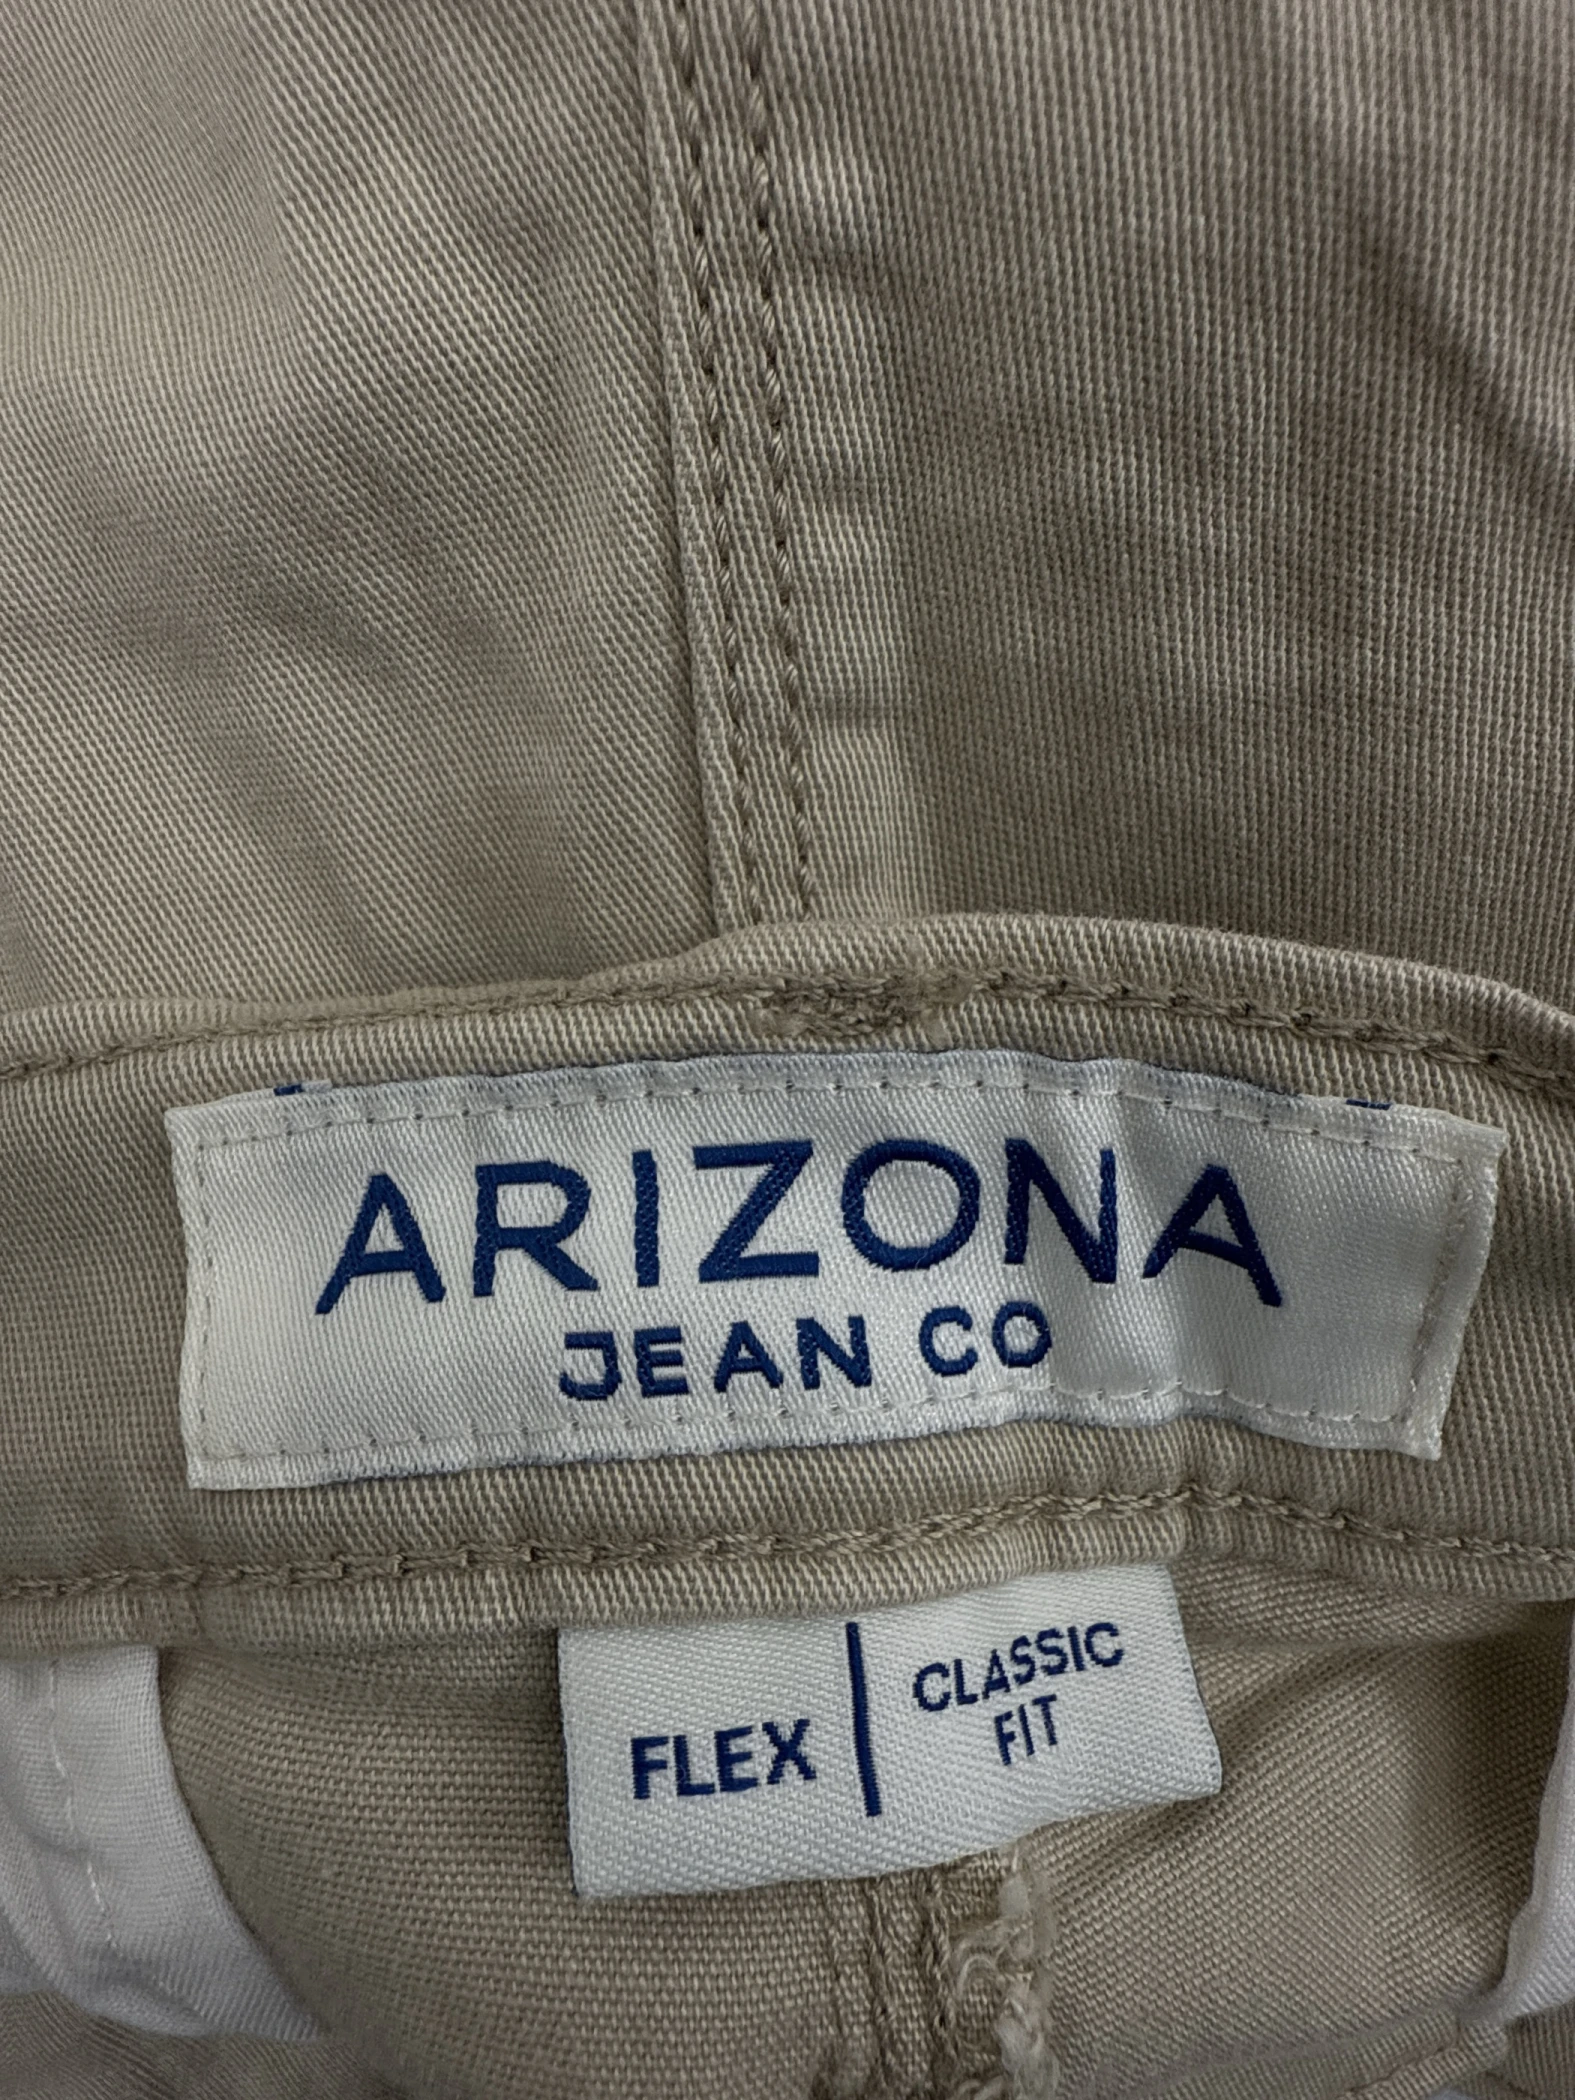 ARIZONA
JEAN CO
FLEX
CLASSIC
FIT